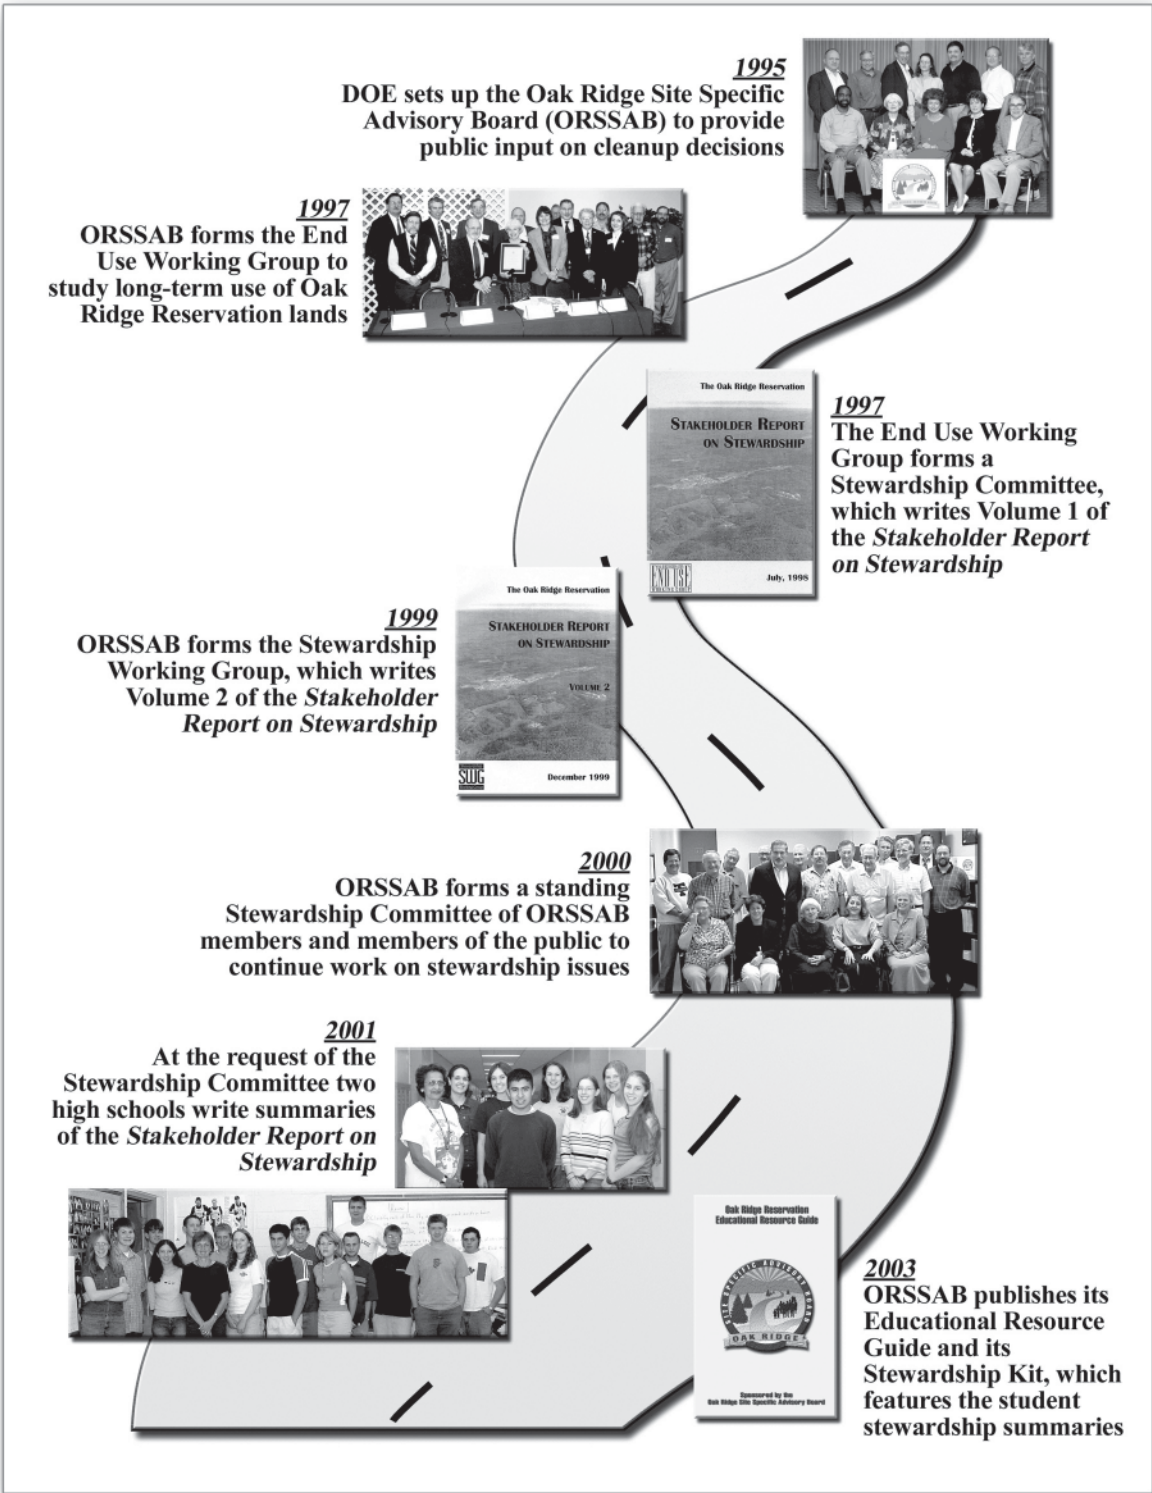 1995
DOE sets up the Oak Ridge Site Specific
Advisory Board (ORSSAB) to provide
public input on cleanup decisions
1997
ORSSAB forms the End
Use Working Group to
study long-term use of Oak
Ridge Reservation lands
The Oak Ridge Reservation
STAKEHOLDER REPORT
ON STEWARDSHIP
END USE
July, 1998
1997
The End Use Working
Group forms a
Stewardship Committee,
which writes Volume 1 of
the Stakeholder Report
on Stewardship
1999
ORSSAB forms the Stewardship
Working Group, which writes
Volume 2 of the Stakeholder
Report on Stewardship
The Oak Ridge Reservation
STAKEHOLDER REPORT
ON STEWARDSHIP
VOLUME 2
SWG
December 1999
2000
ORSSAB forms a standing
Stewardship Committee of ORSSAB
members and members of the public to
continue work on stewardship issues
2001
At the request of the
Stewardship Committee two
high schools write summaries
of the Stakeholder Report on
Stewardship
Oak Ridge Reservation
Educational Resource Guide
SITE SPECIFIC ADVISORY BOARD
OAK RIDGE
Sponsored by the
Oak Ridge Site Specific Advisory Board
2003
ORSSAB publishes its
Educational Resource
Guide and its
Stewardship Kit, which
features the student
stewardship summaries